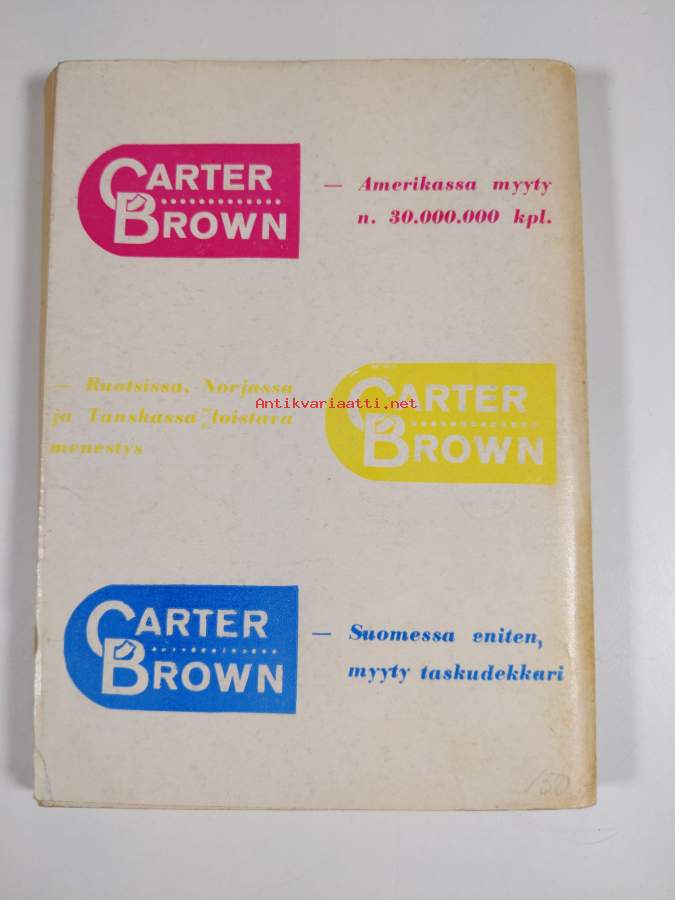 CARTER
BROWN
— Amerikassa myyty
n. 30.000.000 kpl.
— Ruotsissa, Norjassa
ja Tanskassa loistava
menestys
Antikvariaatti.net
CARTER
BROWN
CARTER
BROWN
— Suomessa eniten,
myyty taskudekkari